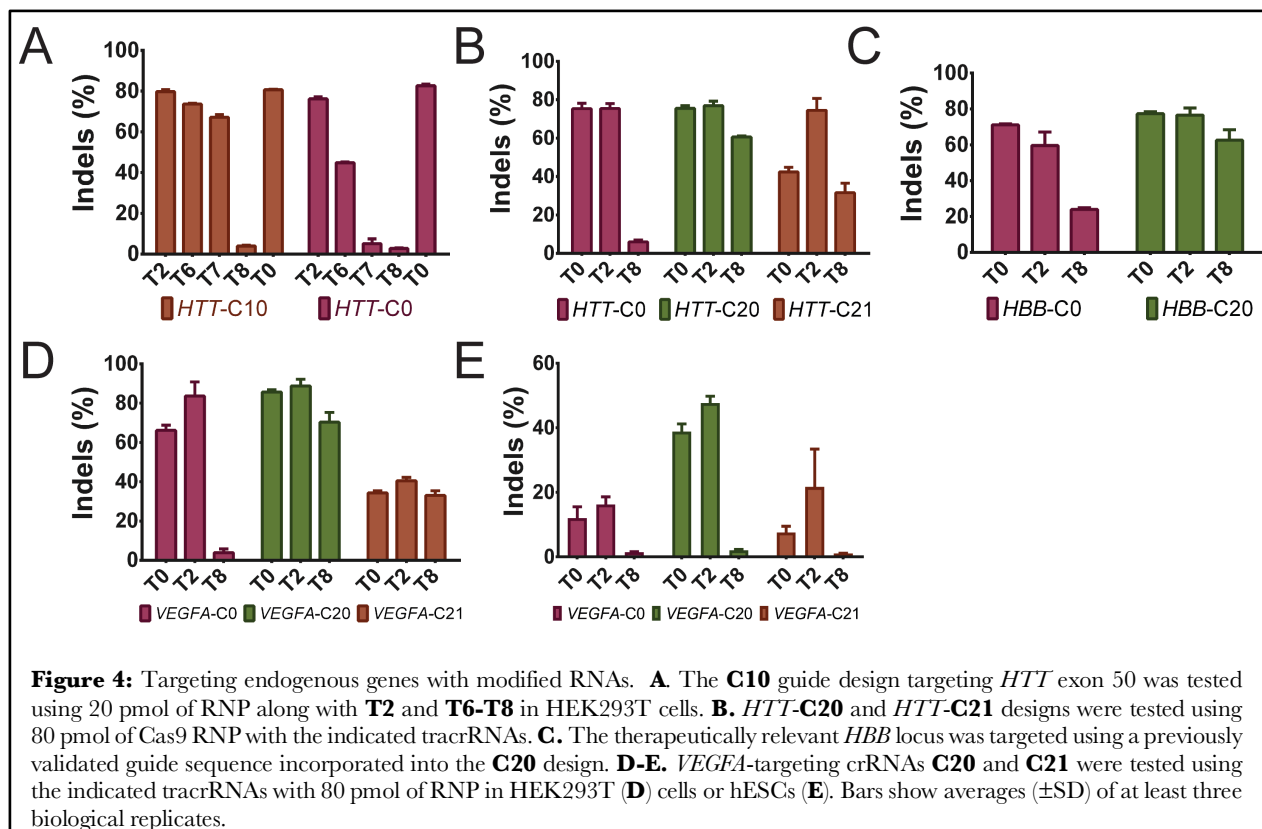 A
B
C
100
80
60
40
20
0
Indels (%)
T2 T6 T7 T8 T0 T2 T6 T7 T8 T0
HTT-C10 HTT-C0
100
80
60
40
20
0
Indels (%)
T0 T2 T8 T0 T2 T8 T0 T2 T8
HTT-C0 HTT-C20 HTT-C21
100
80
60
40
20
0
Indels (%)
T0 T2 T8 T0 T2 T8
HBB-C0 HBB-C20
D
E
100
80
60
40
20
0
Indels (%)
T0 T2 T8 T0 T2 T8 T0 T2 T8
VEGFA-C0 VEGFA-C20 VEGFA-C21
60
40
20
0
Indels (%)
T0 T2 T8 T0 T2 T8 T0 T2 T8
VEGFA-C0 VEGFA-C20 VEGFA-C21
Figure 4: Targeting endogenous genes with modified RNAs. A. The C10 guide design targeting HTT exon 50 was tested
using 20 pmol of RNP along with T2 and T6-T8 in HEK293T cells. B. HTT-C20 and HTT-C21 designs were tested using
80 pmol of Cas9 RNP with the indicated tracrRNAs. C. The therapeutically relevant HBB locus was targeted using a previously
validated guide sequence incorporated into the C20 design. D-E. VEGFA-targeting crRNAs C20 and C21 were tested using
the indicated tracrRNAs with 80 pmol of RNP in HEK293T (D) cells or hESCs (E). Bars show averages (±SD) of at least three
biological replicates.